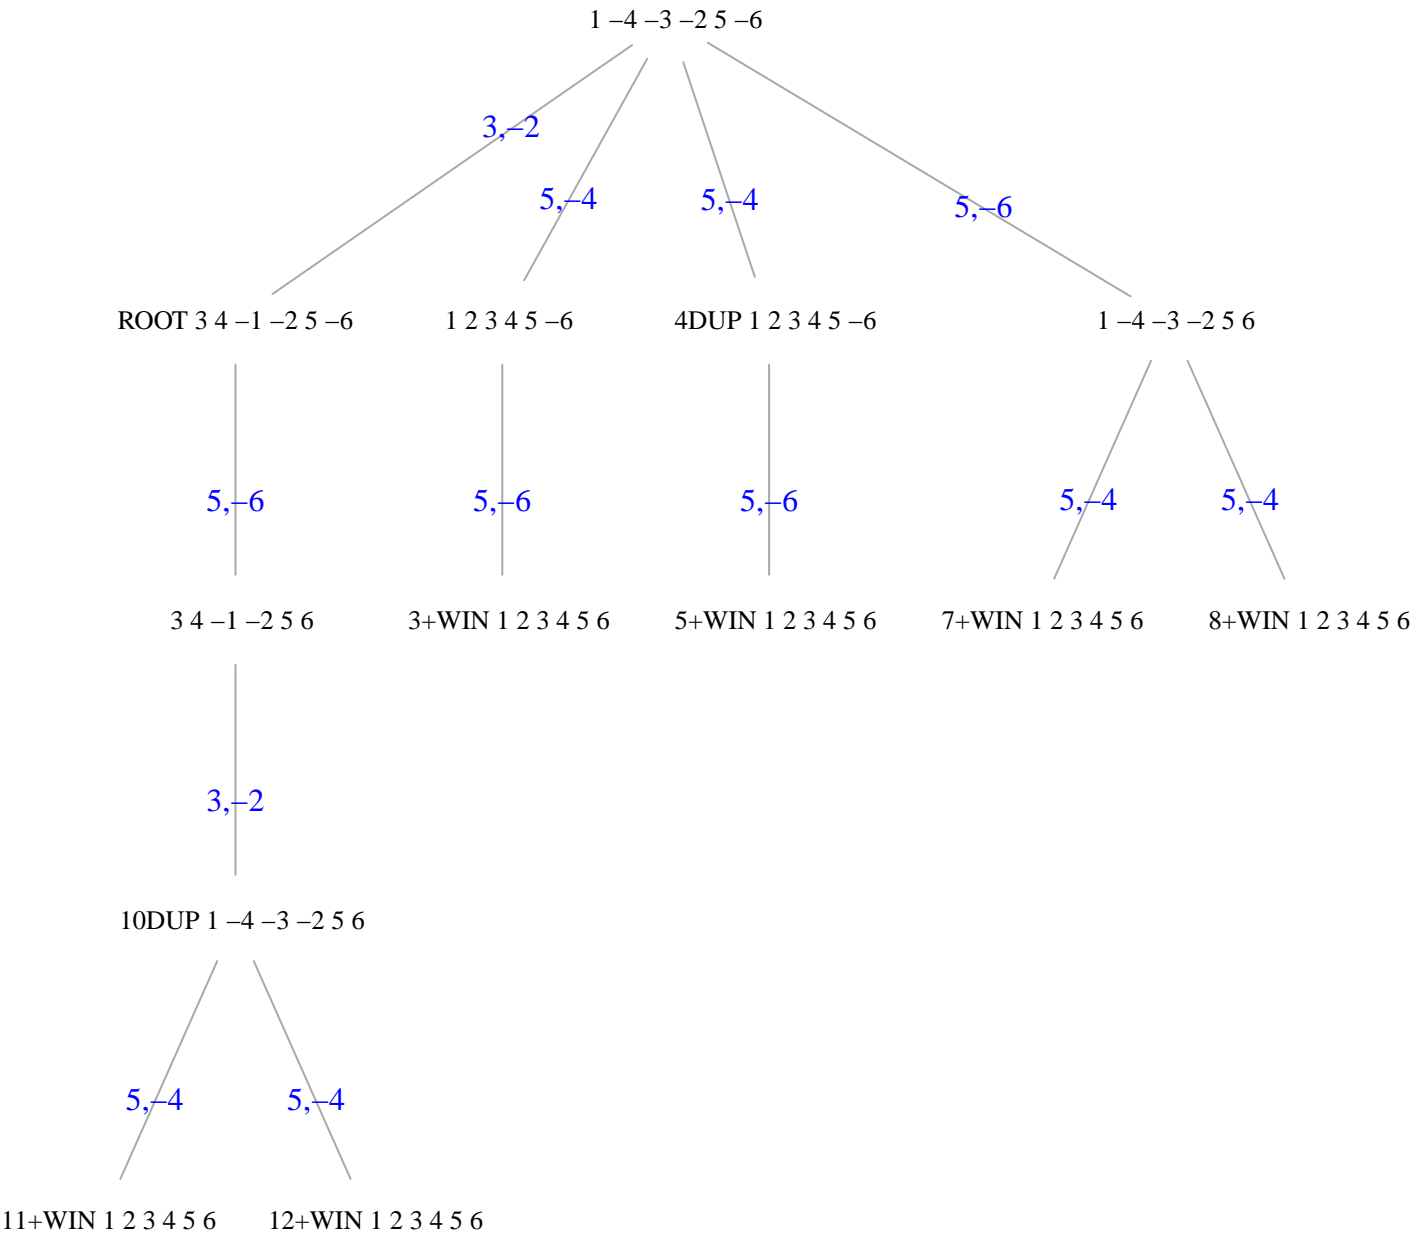 1 –4 –3 –2 5 –6
3,–2
5,–4
5,–4
5,–6
ROOT 3 4 –1 –2 5 –6
1 2 3 4 5 –6
4DUP 1 2 3 4 5 –6
1 –4 –3 –2 5 6
5,–6
5,–6
5,–6
5,–4
5,–4
3 4 –1 –2 5 6
3+WIN 1 2 3 4 5 6
5+WIN 1 2 3 4 5 6
7+WIN 1 2 3 4 5 6
8+WIN 1 2 3 4 5 6
3,–2
10DUP 1 –4 –3 –2 5 6
5,–4
5,–4
11+WIN 1 2 3 4 5 6
12+WIN 1 2 3 4 5 6